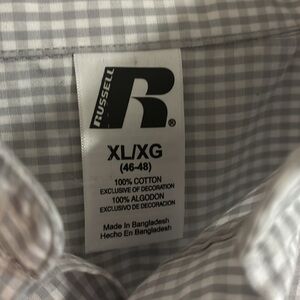 RUSSELL
R®
XL/XG
(46-48)
100% COTTON
EXCLUSIVE OF DECORATION
100% ALGODON
EXCLUSIVO DE DECORACION
Made In Bangladesh
Hecho En Bangladesh